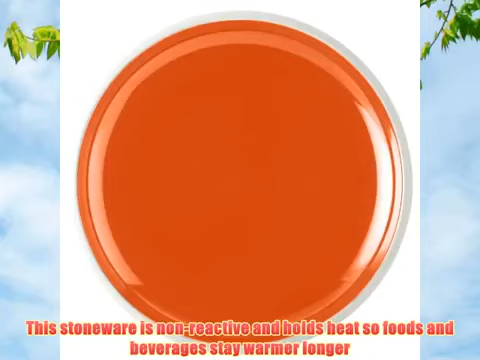 This stoneware is non-reactive and holds heat so foods and
beverages stay warmer longer